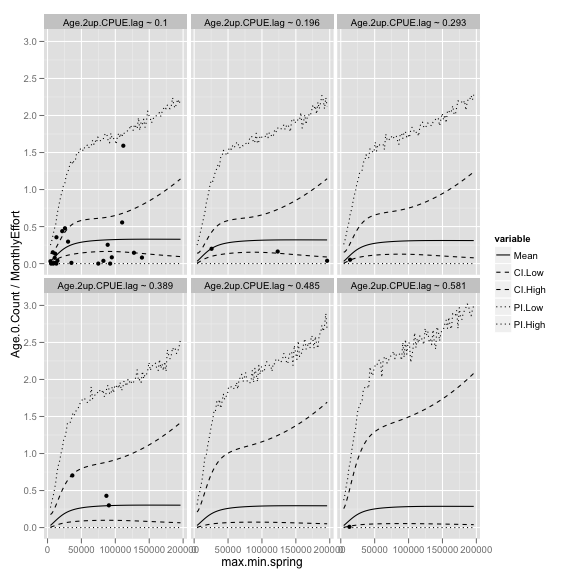 Age.2up.CPUE.lag ~ 0.1
Age.2up.CPUE.lag ~ 0.196
Age.2up.CPUE.lag ~ 0.293
3.0
2.5
2.0
1.5
1.0
0.5
0.0
Age.2up.CPUE.lag ~ 0.389
Age.2up.CPUE.lag ~ 0.485
Age.2up.CPUE.lag ~ 0.581
3.0
2.5
2.0
1.5
1.0
0.5
0.0
0 50000 100000 150000 200000
0 50000 100000 150000 200000
0 50000 100000 150000 200000
max.min.spring
Age.0.Count / MonthlyEffort
variable
Mean
CI.Low
CI.High
PI.Low
PI.High